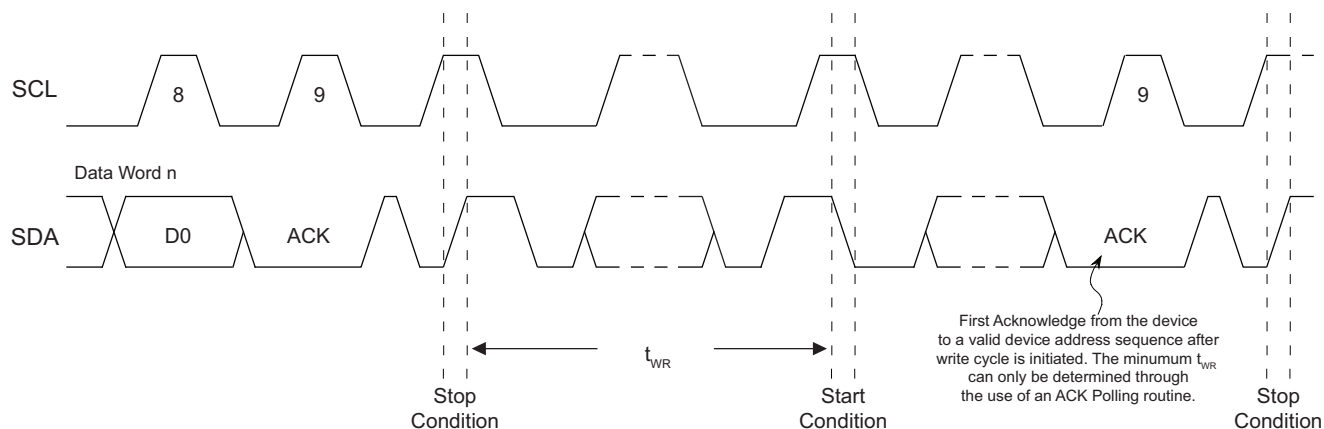 SCL
8
9
9
Data Word n
SDA
D0
ACK
ACK
First Acknowledge from the device
to a valid device address sequence after
write cycle is initiated. The minumum tWR
can only be determined through
the use of an ACK Polling routine.
tWR
Stop
Condition
Start
Condition
Stop
Condition